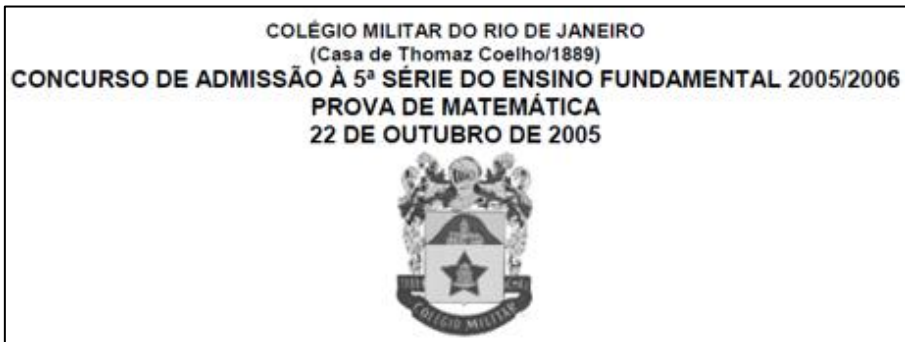 COLÉGIO MILITAR DO RIO DE JANEIRO
(Casa de Thomaz Coelho/1889)
CONCURSO DE ADMISSÃO À 5ª SÉRIE DO ENSINO FUNDAMENTAL 2005/2006
PROVA DE MATEMÁTICA
22 DE OUTUBRO DE 2005
COLÉGIO MILITAR